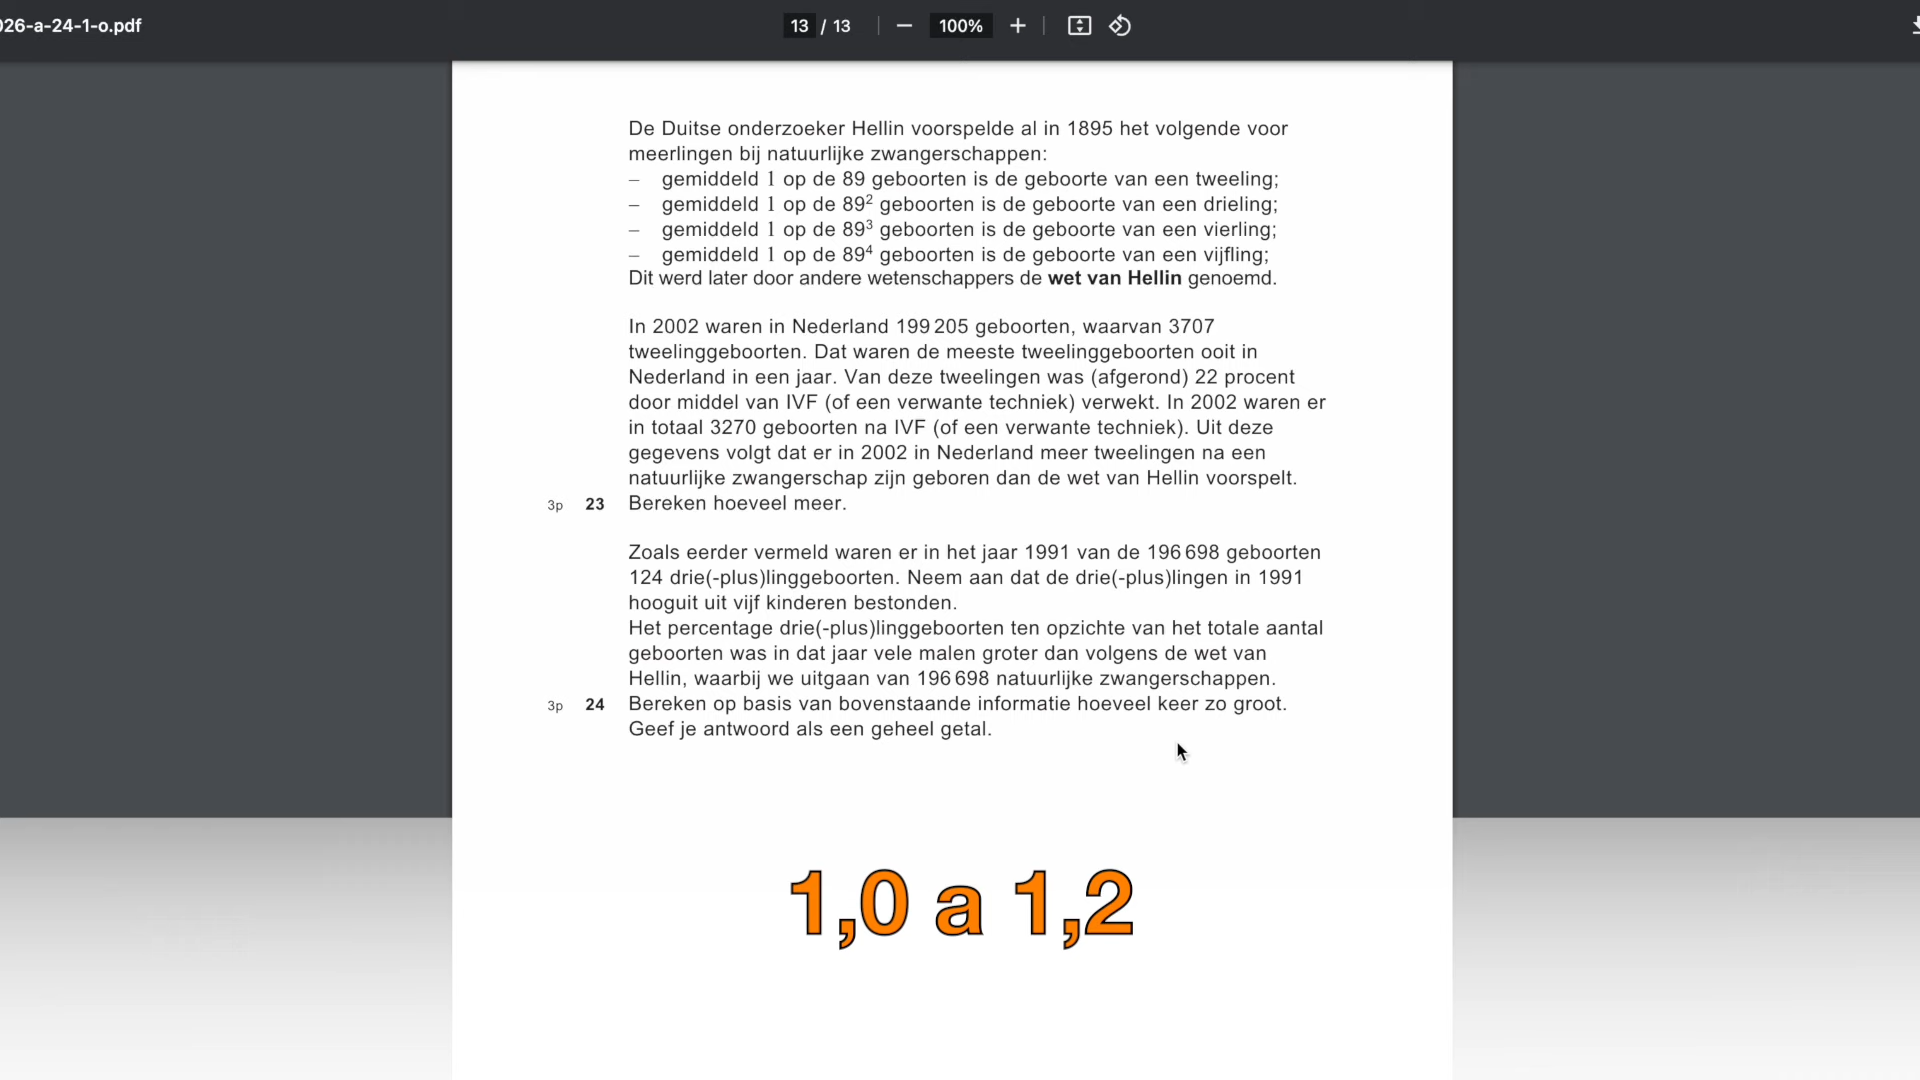 026-a-24-1-o.pdf
13 / 13
100%
De Duitse onderzoeker Hellin voorspelde al in 1895 het volgende voor
meerlingen bij natuurlijke zwangerschappen:
– gemiddeld 1 op de 89 geboorten is de geboorte van een tweeling;
– gemiddeld 1 op de 89² geboorten is de geboorte van een drieling;
– gemiddeld 1 op de 89³ geboorten is de geboorte van een vierling;
– gemiddeld 1 op de 89⁴ geboorten is de geboorte van een vijfling;
Dit werd later door andere wetenschappers de wet van Hellin genoemd.
In 2002 waren in Nederland 199 205 geboorten, waarvan 3707
tweelinggeboorten. Dat waren de meeste tweelinggeboorten ooit in
Nederland in een jaar. Van deze tweelingen was (afgerond) 22 procent
door middel van IVF (of een verwante techniek) verwekt. In 2002 waren er
in totaal 3270 geboorten na IVF (of een verwante techniek). Uit deze
gegevens volgt dat er in 2002 in Nederland meer tweelingen na een
natuurlijke zwangerschap zijn geboren dan de wet van Hellin voorspelt.
3p 23 Bereken hoeveel meer.
Zoals eerder vermeld waren er in het jaar 1991 van de 196 698 geboorten
124 drie(-plus)linggeboorten. Neem aan dat de drie(-plus)lingen in 1991
hooguit uit vijf kinderen bestonden.
Het percentage drie(-plus)linggeboorten ten opzichte van het totale aantal
geboorten was in dat jaar vele malen groter dan volgens de wet van
Hellin, waarbij we uitgaan van 196 698 natuurlijke zwangerschappen.
3p 24 Bereken op basis van bovenstaande informatie hoeveel keer zo groot.
Geef je antwoord als een geheel getal.
1,0 a 1,2